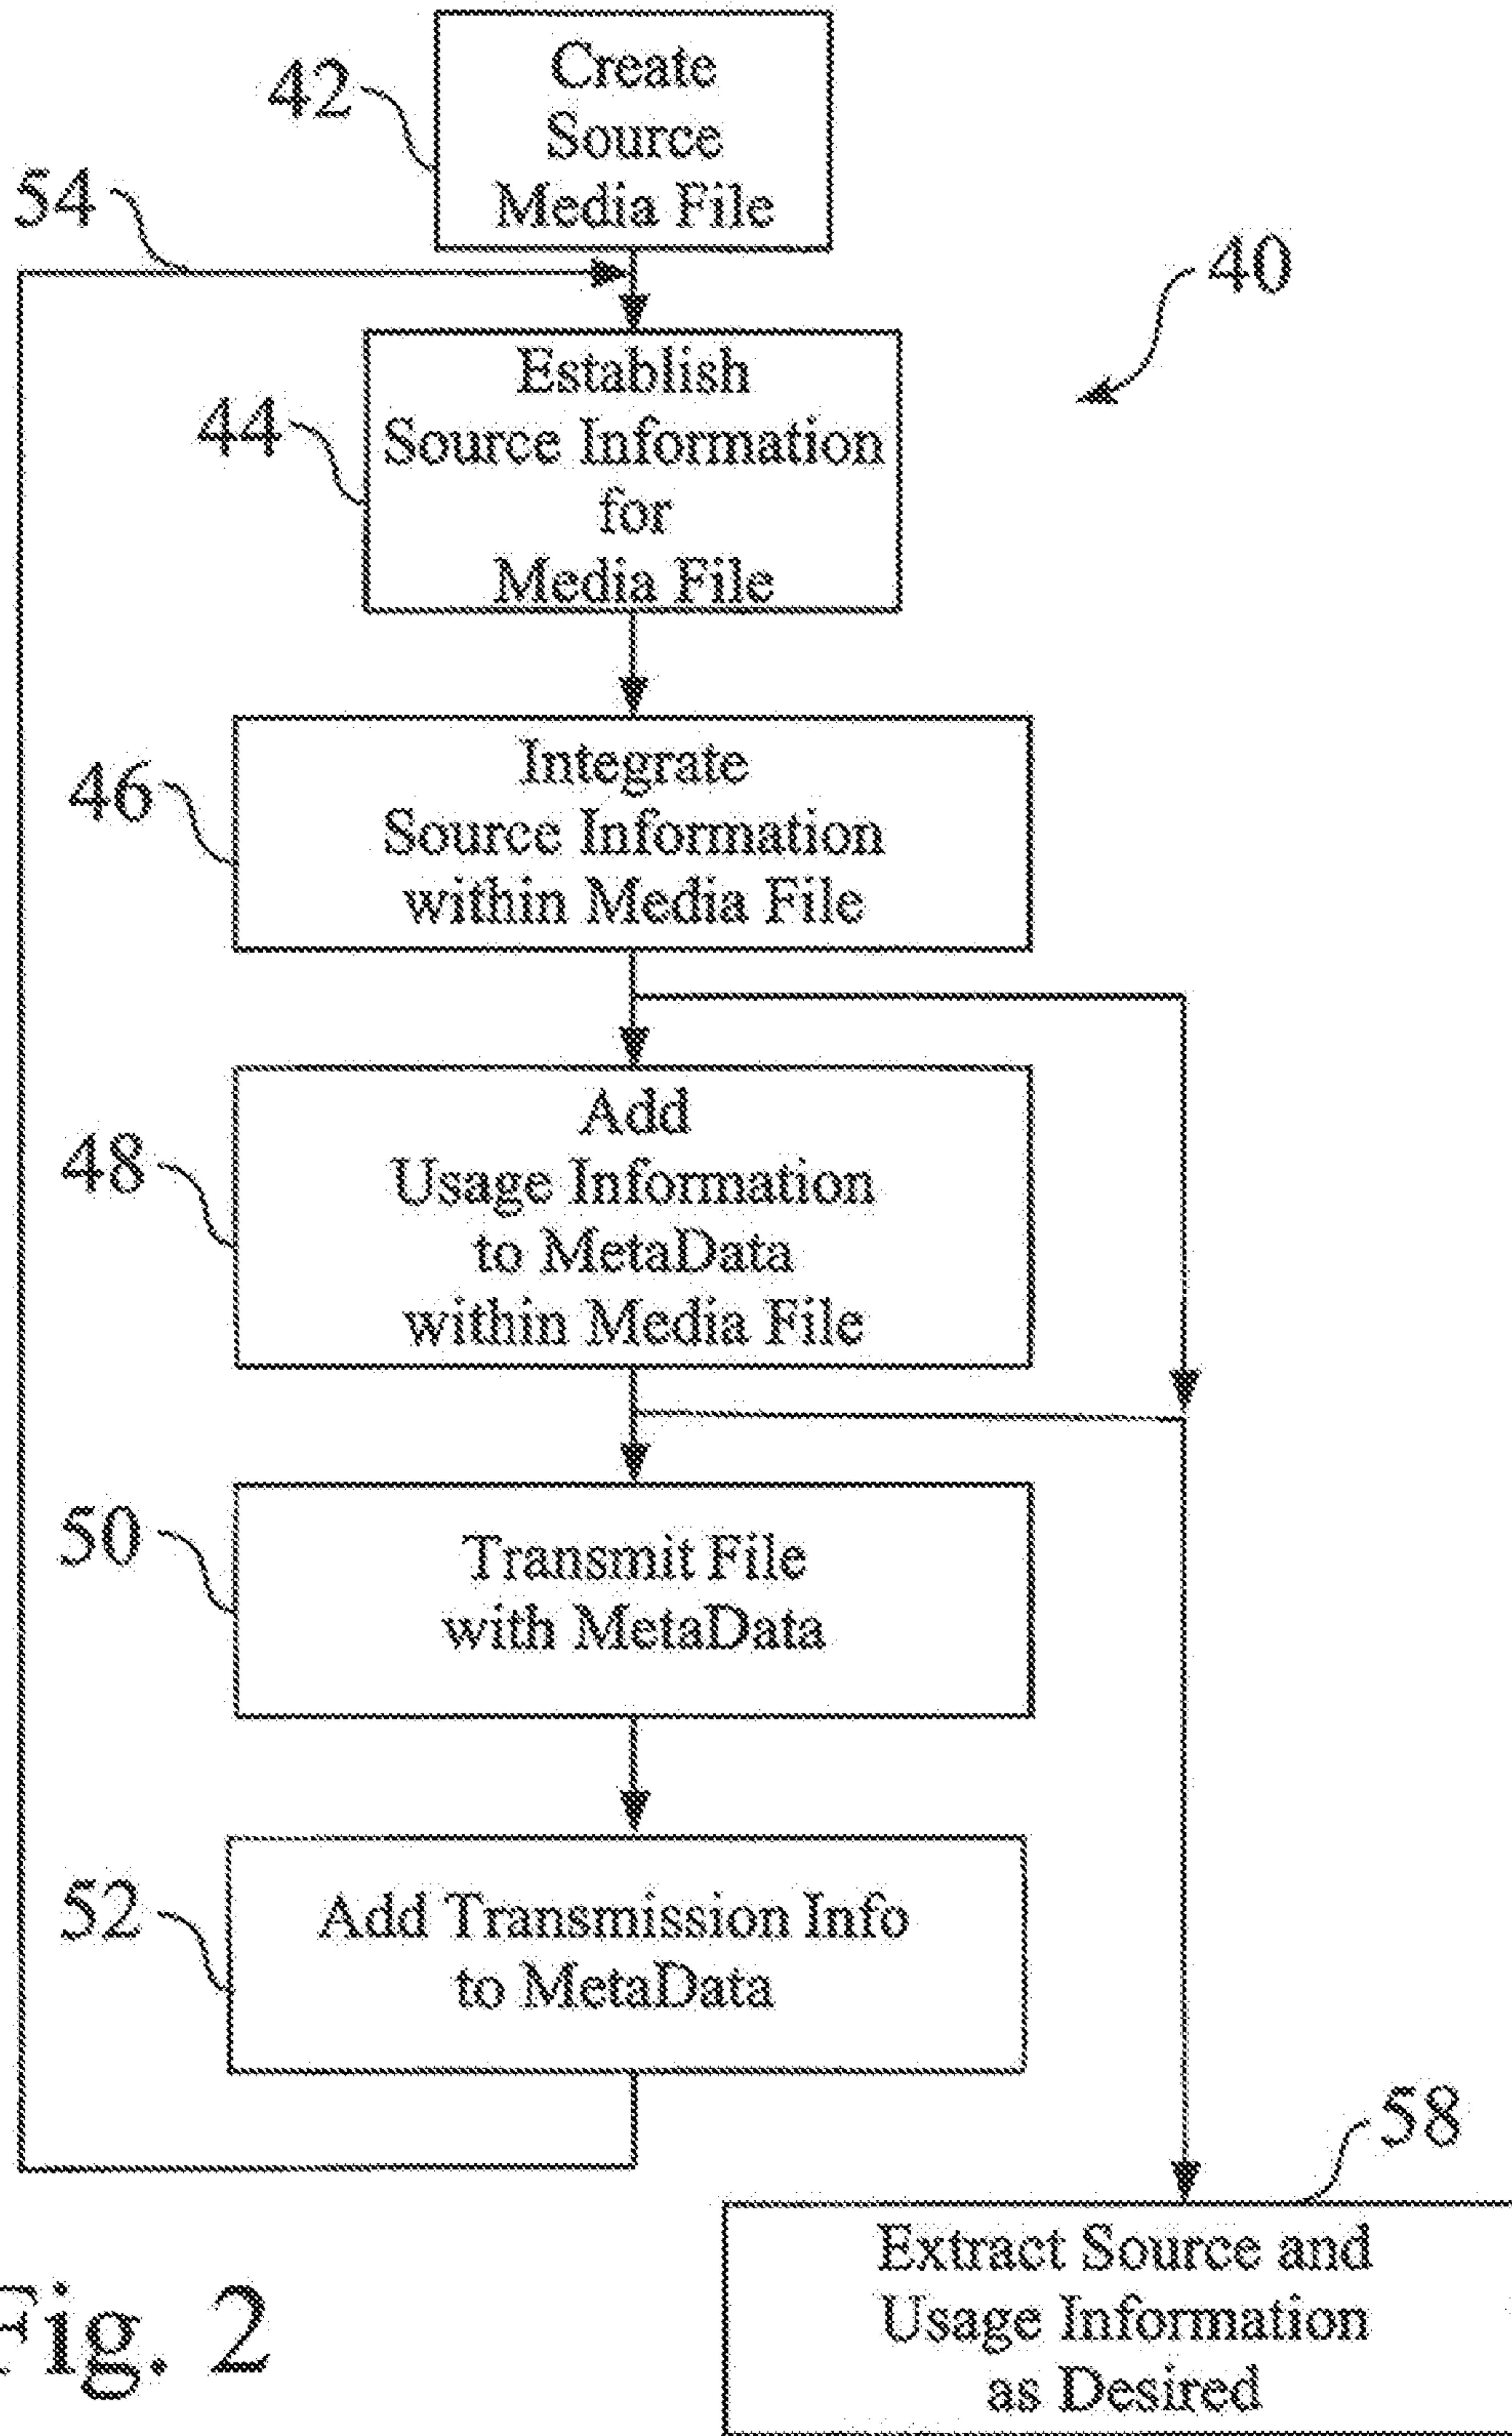 42
Create
Source
Media File
54
40
44
Establish
Source Information
for
Media File
46
Integrate
Source Information
within Media File
48
Add
Usage Information
to MetaData
within Media File
50
Transmit File
with MetaData
52
Add Transmission Info
to MetaData
58
Extract Source and
Usage Information
as Desired
Fig. 2